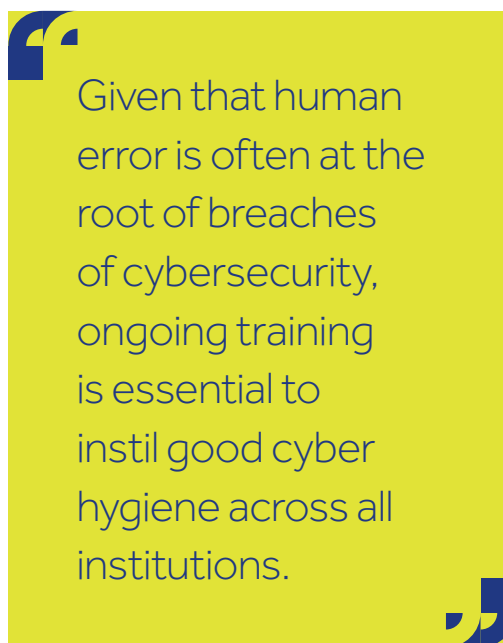 Given that human
error is often at the
root of breaches
of cybersecurity,
ongoing training
is essential to
instil good cyber
hygiene across all
institutions.